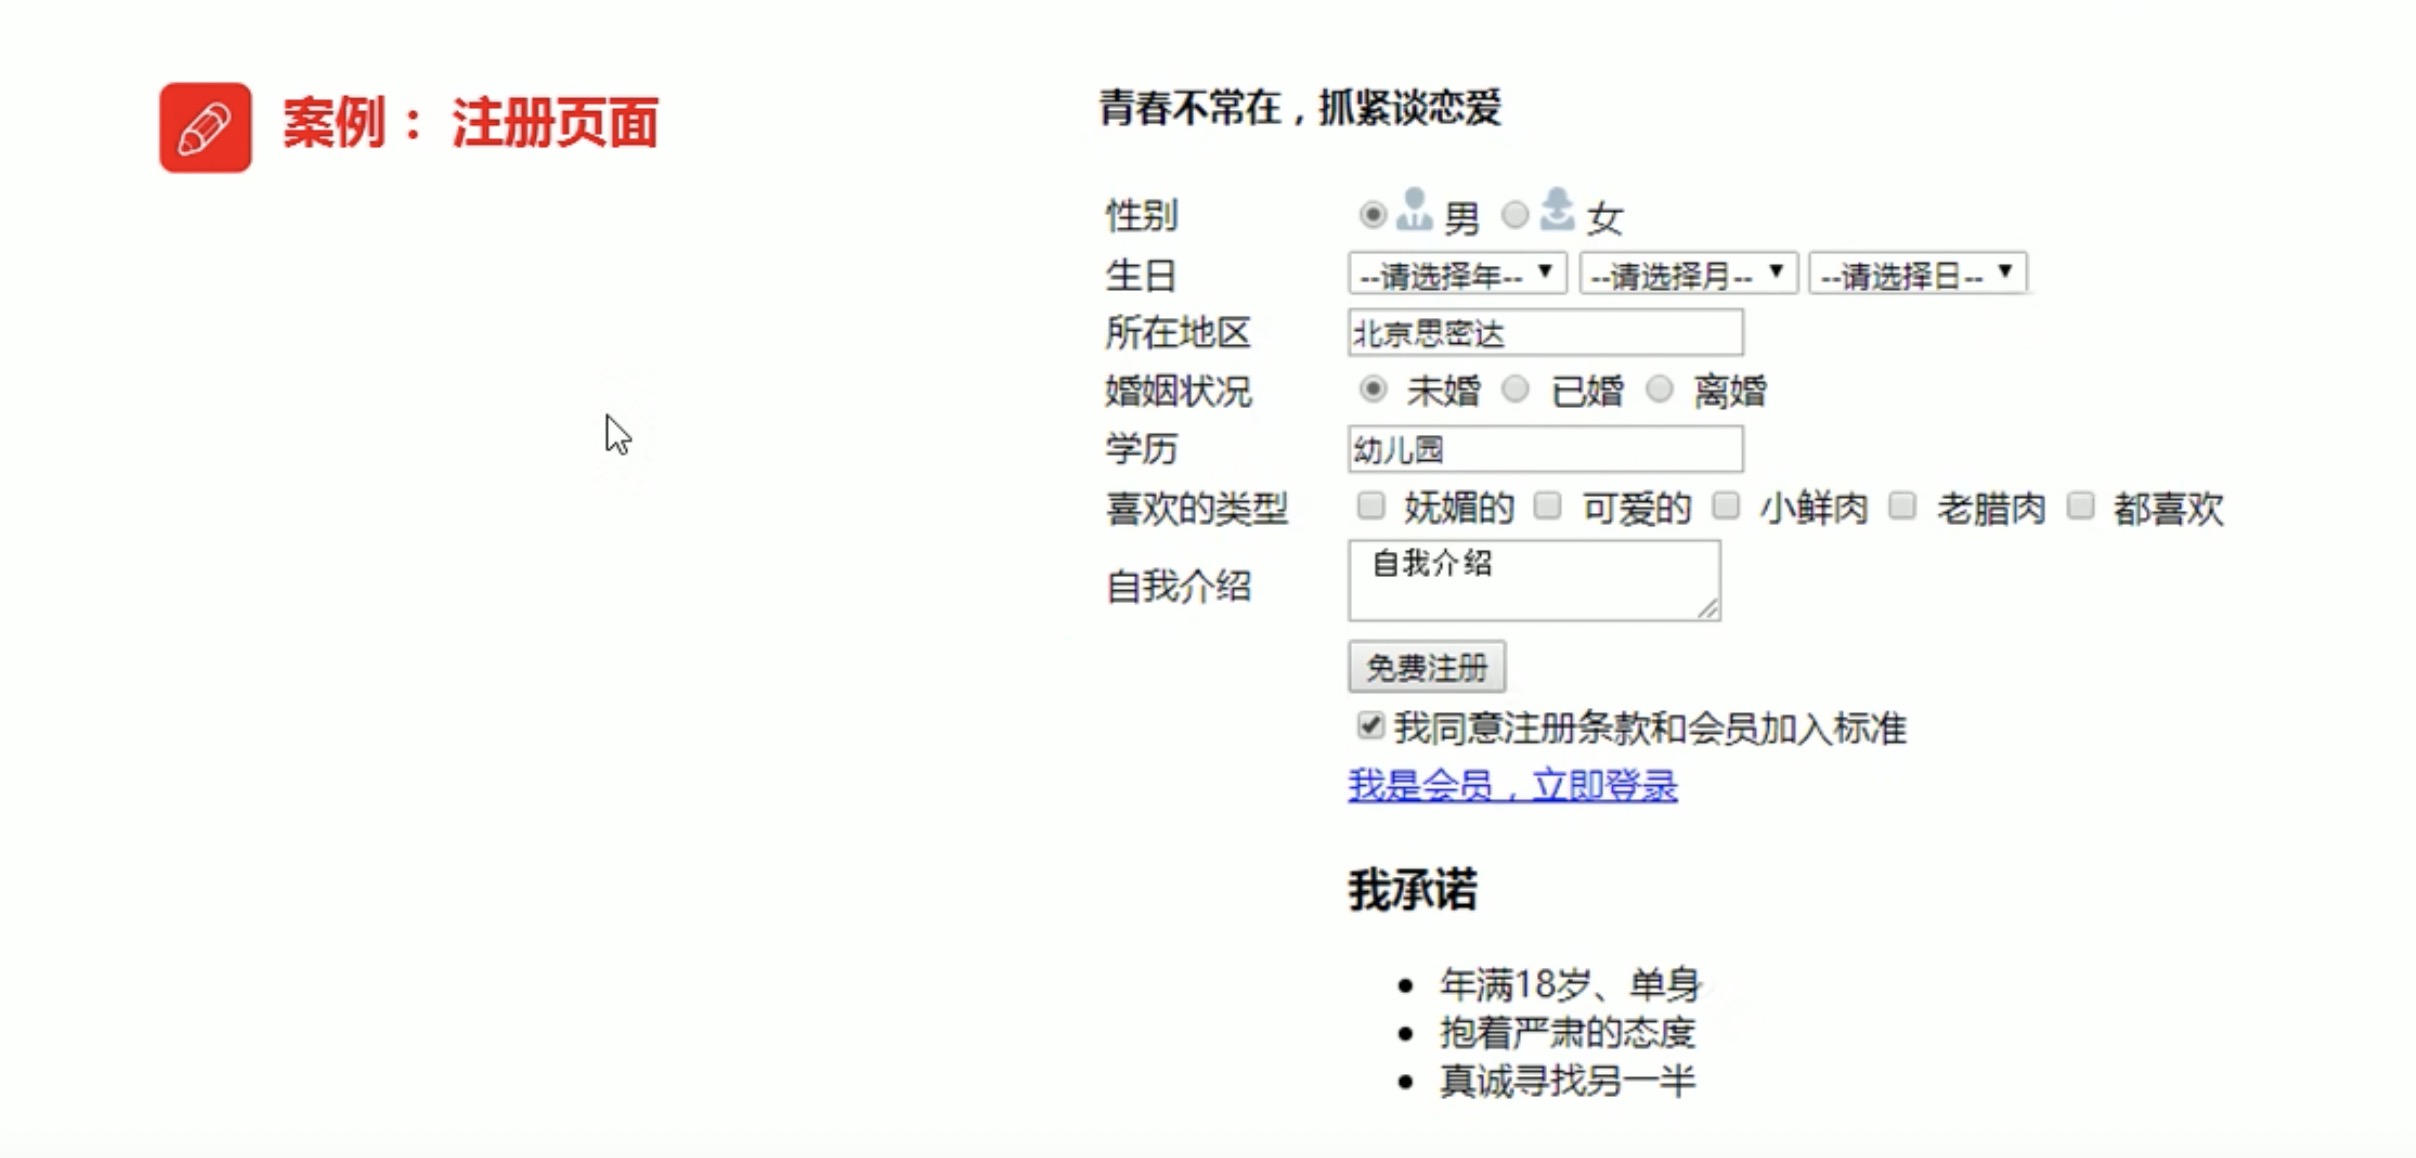 案例： 注册页面
青春不常在，抓紧谈恋爱
性别 男 女
生日 --请选择年-- --请选择月-- --请选择日--
所在地区 北京思密达
婚姻状况 未婚 已婚 离婚
学历 幼儿园
喜欢的类型 妩媚的 可爱的 小鲜肉 老腊肉 都喜欢
自我介绍 自我介绍
免费注册
我同意注册条款和会员加入标准
我是会员，立即登录
我承诺
年满18岁、单身
抱着严肃的态度
真诚寻找另一半